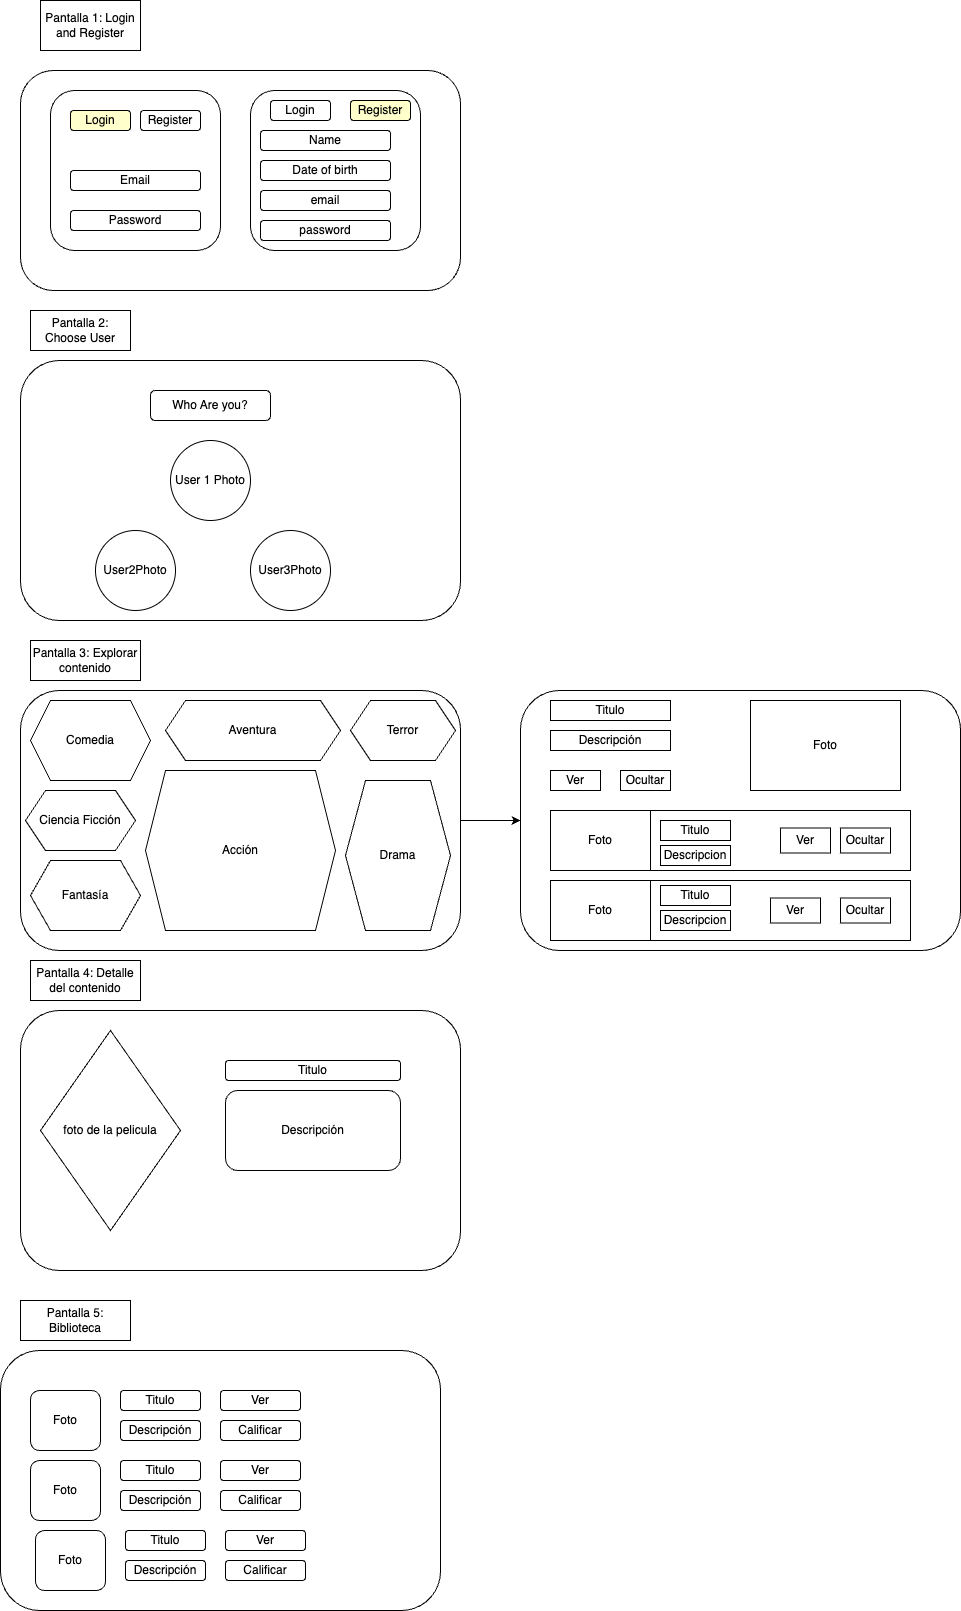 Pantalla 1: Login
and Register
Login
Register
Email
Password
Login
Register
Name
Date of birth
email
password
Pantalla 2:
Choose User
Who Are you?
User 1 Photo
User2Photo
User3Photo
Pantalla 3: Explorar
contenido
Comedia
Aventura
Terror
Ciencia Ficción
Acción
Drama
Fantasía
Titulo
Descripción
Ver
Ocultar
Foto
Foto
Titulo
Descripcion
Ver
Ocultar
Foto
Titulo
Descripcion
Ver
Ocultar
Pantalla 4: Detalle
del contenido
foto de la pelicula
Titulo
Descripción
Pantalla 5:
Biblioteca
Foto
Titulo
Ver
Descripción
Calificar
Foto
Titulo
Ver
Descripción
Calificar
Foto
Titulo
Ver
Descripción
Calificar